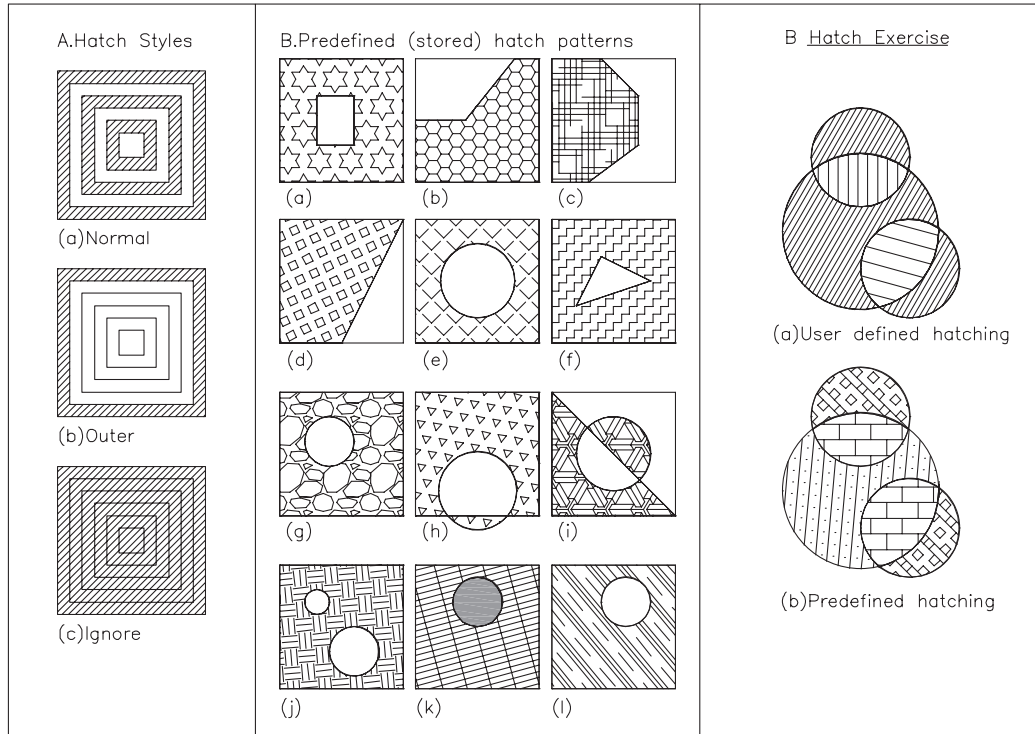 A.Hatch Styles
(a)Normal
(b)Outer
(c)Ignore
B.Predefined (stored) hatch patterns
(a) (b) (c)
(d) (e) (f)
(g) (h) (i)
(j) (k) (l)
B Hatch Exercise
(a)User defined hatching
(b)Predefined hatching